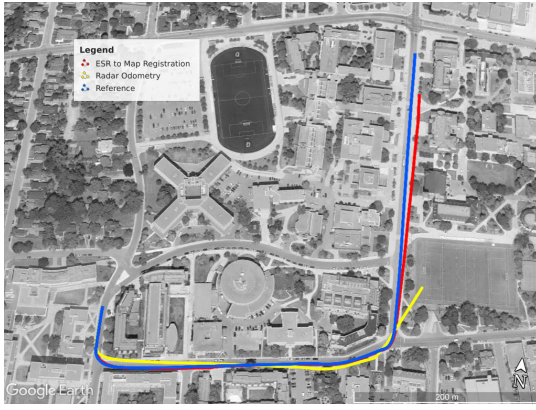 Legend
ESR to Map Registration
Radar Odometry
Reference
Google Earth
N
200 m